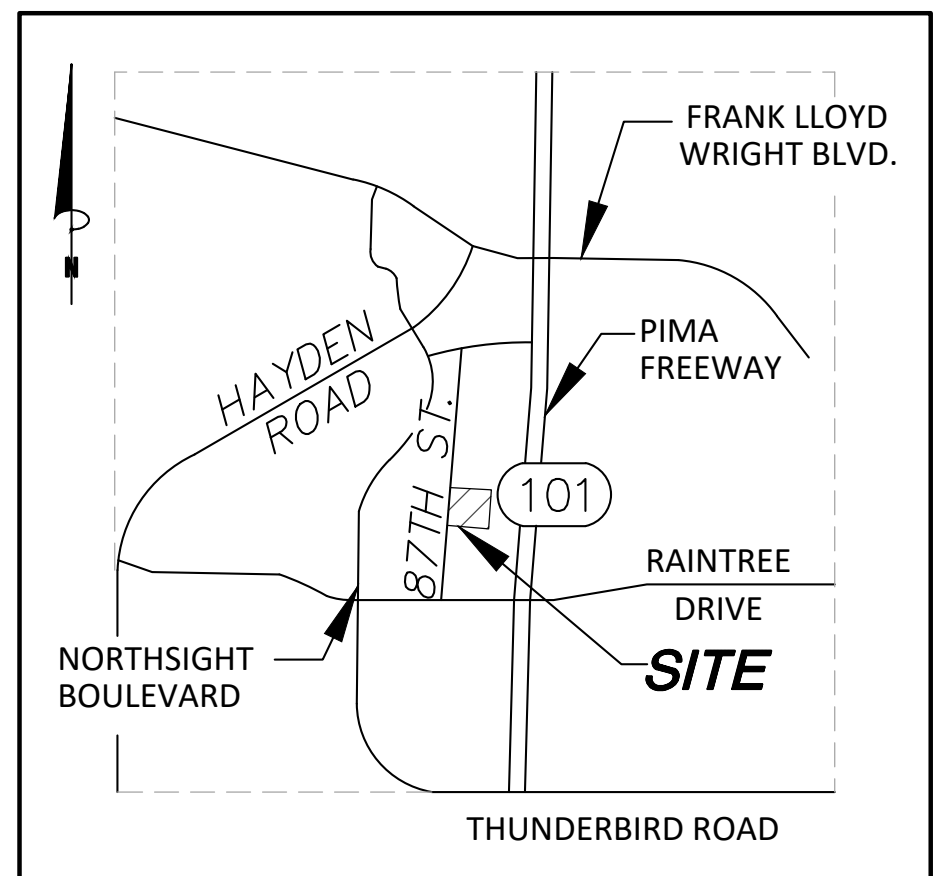 FRANK LLOYD
WRIGHT BLVD.
N
PIMA
FREEWAY
HAYDEN
ROAD
87TH ST.
101
RAINTREE
DRIVE
NORTHSIGHT
BOULEVARD
SITE
THUNDERBIRD ROAD